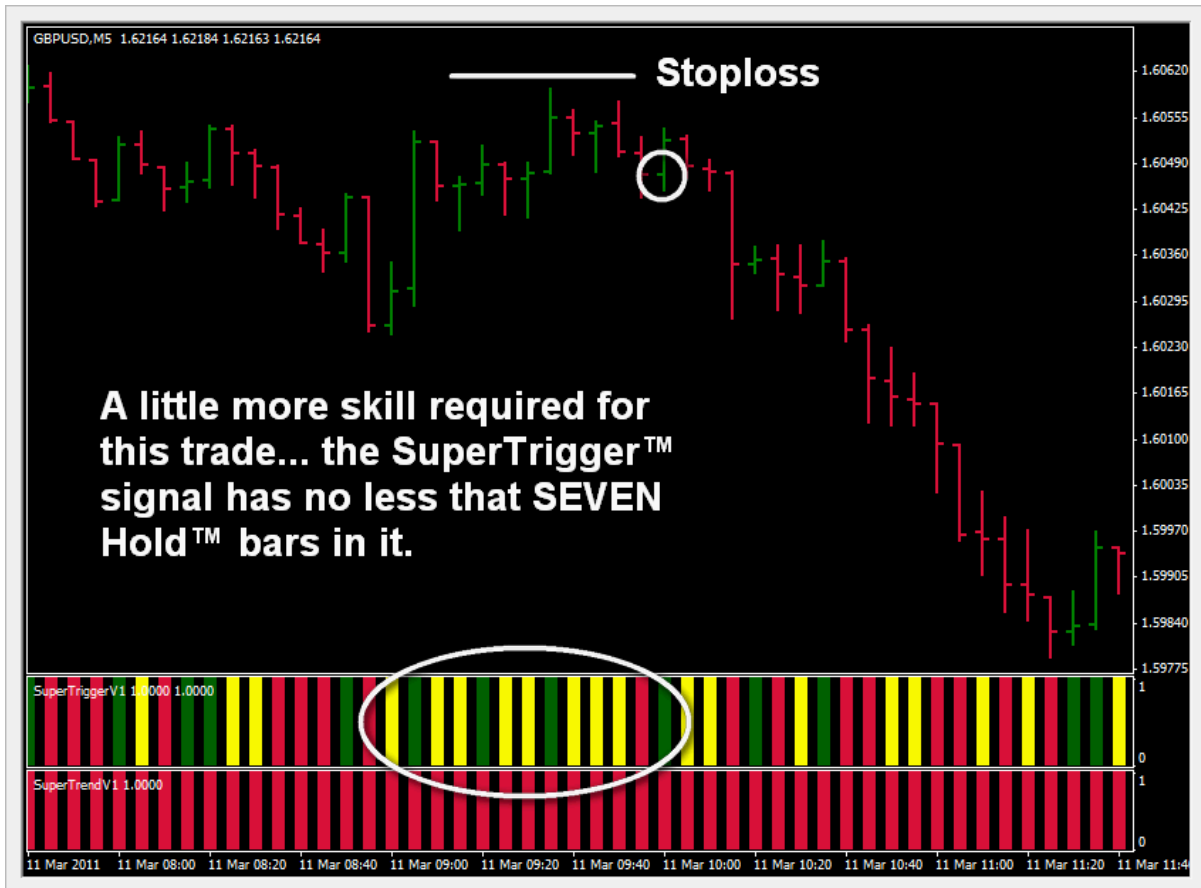 GBPUSD,M5 1.62164 1.62184 1.62163 1.62164
Stoploss
1.60620
1.60555
1.60490
1.60425
1.60360
1.60295
1.60230
1.60165
1.60100
1.60035
1.59970
1.59905
1.59840
1.59775
A little more skill required for
this trade... the SuperTrigger™
signal has no less that SEVEN
Hold™ bars in it.
SuperTriggerV1 1.0000 1.0000
1
0
SuperTrendV1 1.0000
1
0
11 Mar 2011 11 Mar 08:00 11 Mar 08:20 11 Mar 08:40 11 Mar 09:00 11 Mar 09:20 11 Mar 09:40 11 Mar 10:00 11 Mar 10:20 11 Mar 10:40 11 Mar 11:00 11 Mar 11:20 11 Mar 11:40